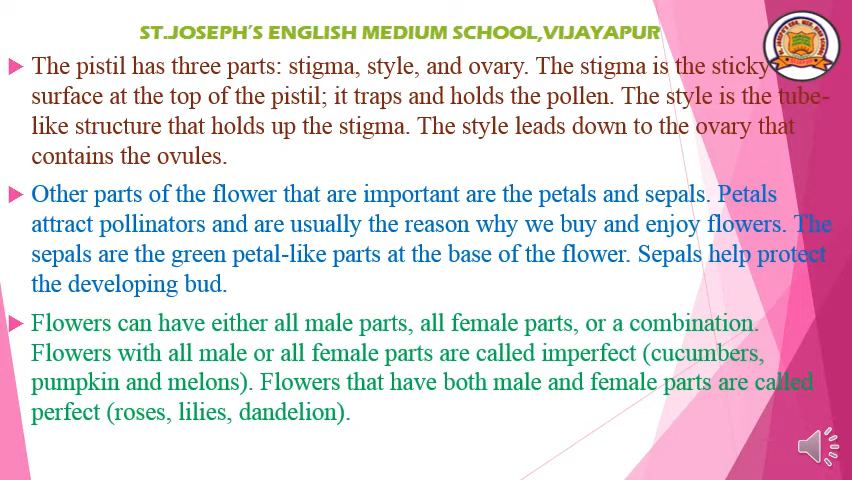 ST.JOSEPH'S ENGLISH MEDIUM SCHOOL,VIJAYAPUR
The pistil has three parts: stigma, style, and ovary. The stigma is the sticky
surface at the top of the pistil; it traps and holds the pollen. The style is the tube-
like structure that holds up the stigma. The style leads down to the ovary that
contains the ovules.
Other parts of the flower that are important are the petals and sepals. Petals
attract pollinators and are usually the reason why we buy and enjoy flowers. The
sepals are the green petal-like parts at the base of the flower. Sepals help protect
the developing bud.
Flowers can have either all male parts, all female parts, or a combination.
Flowers with all male or all female parts are called imperfect (cucumbers,
pumpkin and melons). Flowers that have both male and female parts are called
perfect (roses, lilies, dandelion).